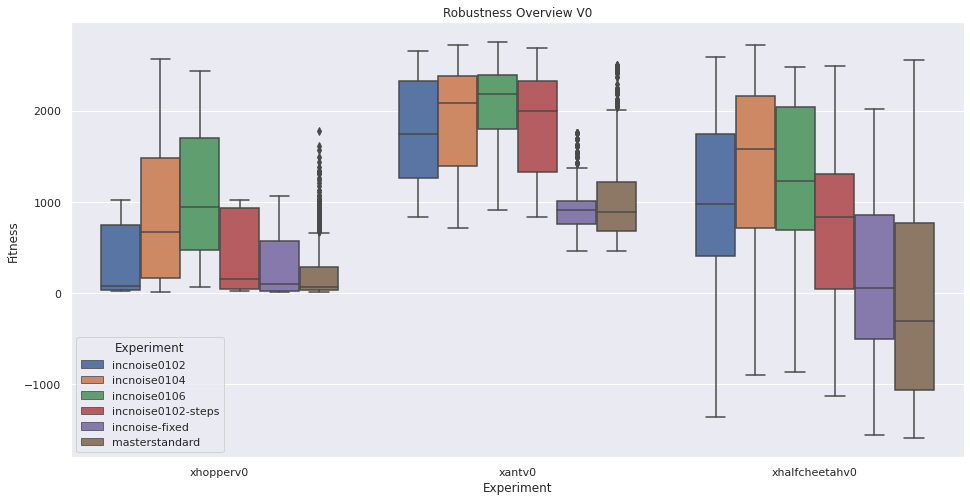 Robustness Overview V0
Fitness
2000
1000
0
−1000
Experiment
incnoise0102
incnoise0104
incnoise0106
incnoise0102-steps
incnoise-fixed
masterstandard
xhopperv0
xantv0
xhalfcheetahv0
Experiment